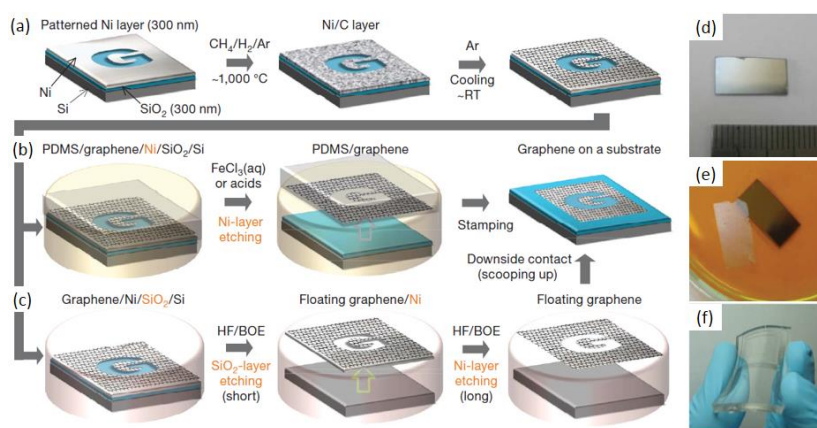 (a)
Patterned Ni layer (300 nm)
Ni
Si
SiO₂ (300 nm)
CH₄/H₂/Ar
~1,000 °C
Ni/C layer
Ar
Cooling
~RT
(b)
PDMS/graphene/Ni/SiO₂/Si
FeCl₃(aq)
or acids
Ni-layer
etching
PDMS/graphene
Stamping
Graphene on a substrate
Downside contact
(scooping up)
(c)
Graphene/Ni/SiO₂/Si
HF/BOE
SiO₂-layer
etching
(short)
Floating graphene/Ni
HF/BOE
Ni-layer
etching
(long)
Floating graphene
(d)
(e)
(f)